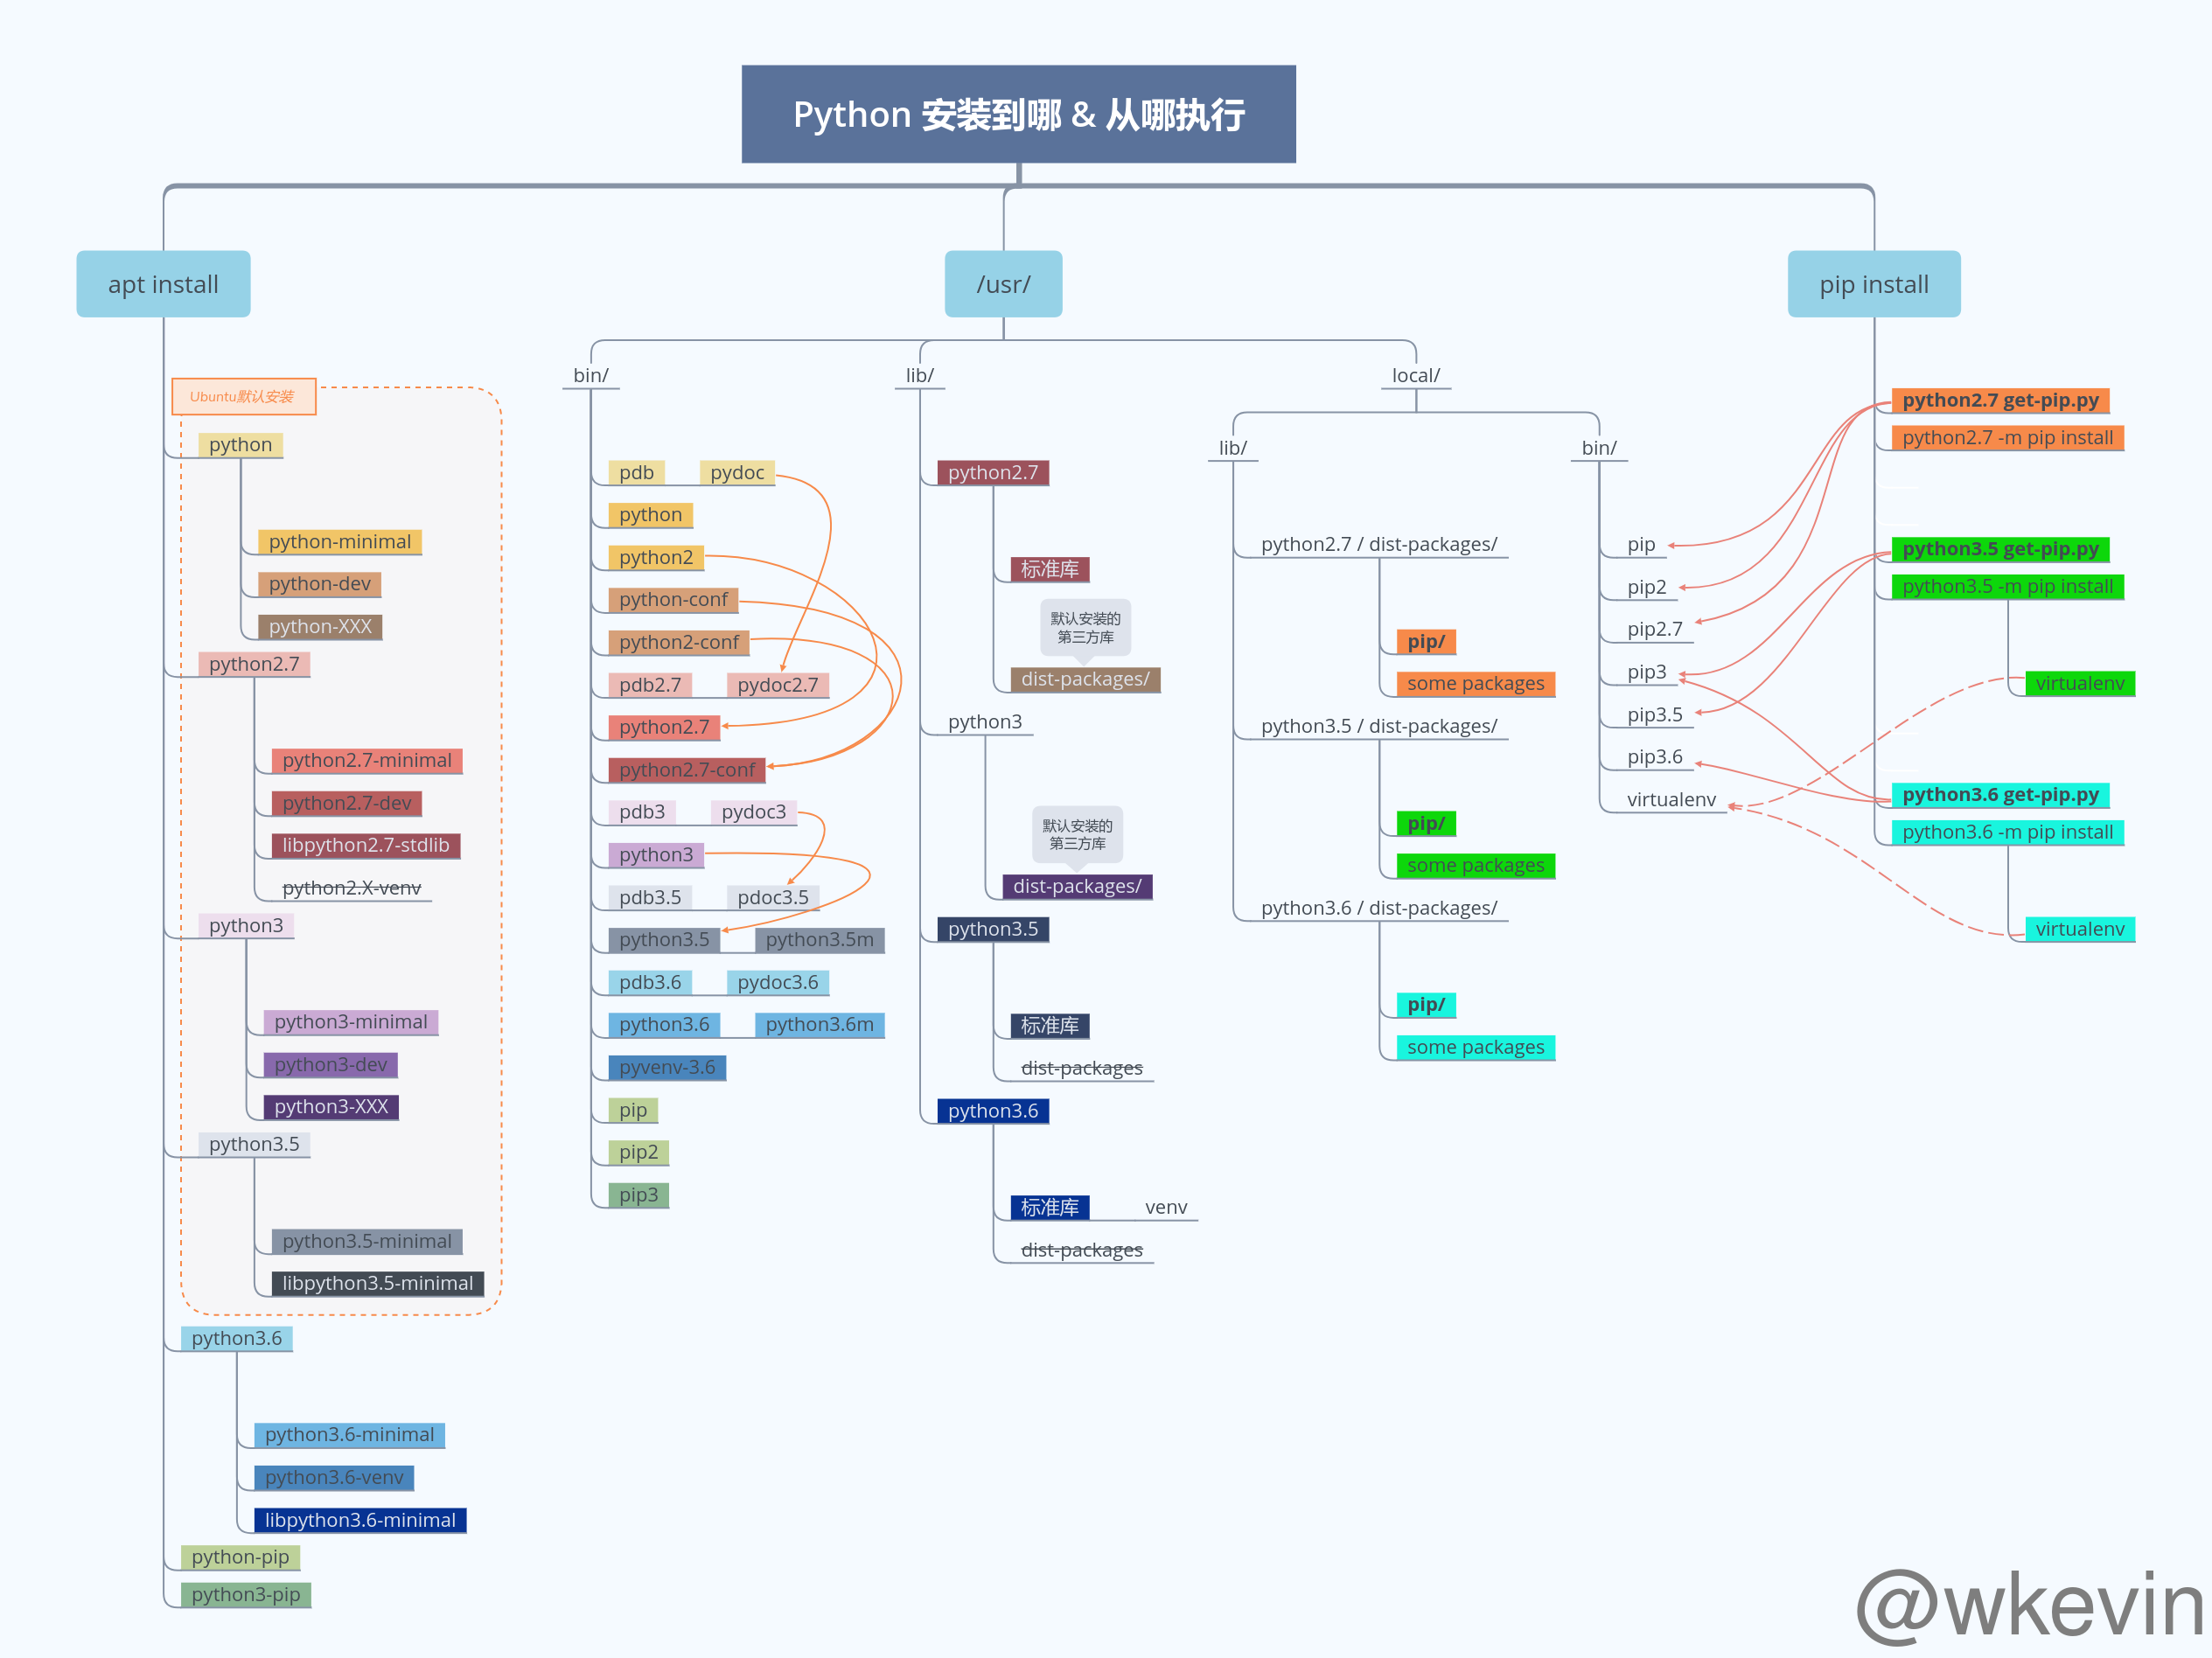 Python 安装到哪 & 从哪执行
apt install
Ubuntu默认安装
python
python-minimal
python-dev
python-XXX
python2.7
python2.7-minimal
python2.7-dev
libpython2.7-stdlib
python2.X-venv
python3
python3-minimal
python3-dev
python3-XXX
python3.5
python3.5-minimal
libpython3.5-minimal
python3.6
python3.6-minimal
python3.6-venv
libpython3.6-minimal
python-pip
python3-pip
/usr/
bin/
pdb pydoc
python
python2
python-conf
python2-conf
pdb2.7 pydoc2.7
python2.7
python2.7-conf
pdb3 pydoc3
python3
pdb3.5 pdoc3.5
python3.5 python3.5m
pdb3.6 pydoc3.6
python3.6 python3.6m
pyvenv-3.6
pip
pip2
pip3
lib/
python2.7
标准库
默认安装的
第三方库
dist-packages/
python3
默认安装的
第三方库
dist-packages/
python3.5
标准库
dist-packages
python3.6
标准库 venv
dist-packages
local/
lib/
python2.7 / dist-packages/
pip/
some packages
python3.5 / dist-packages/
pip/
some packages
python3.6 / dist-packages/
pip/
some packages
bin/
pip
pip2
pip2.7
pip3
pip3.5
pip3.6
virtualenv
pip install
python2.7 get-pip.py
python2.7 -m pip install
python3.5 get-pip.py
python3.5 -m pip install
virtualenv
python3.6 get-pip.py
python3.6 -m pip install
virtualenv
@wkevin